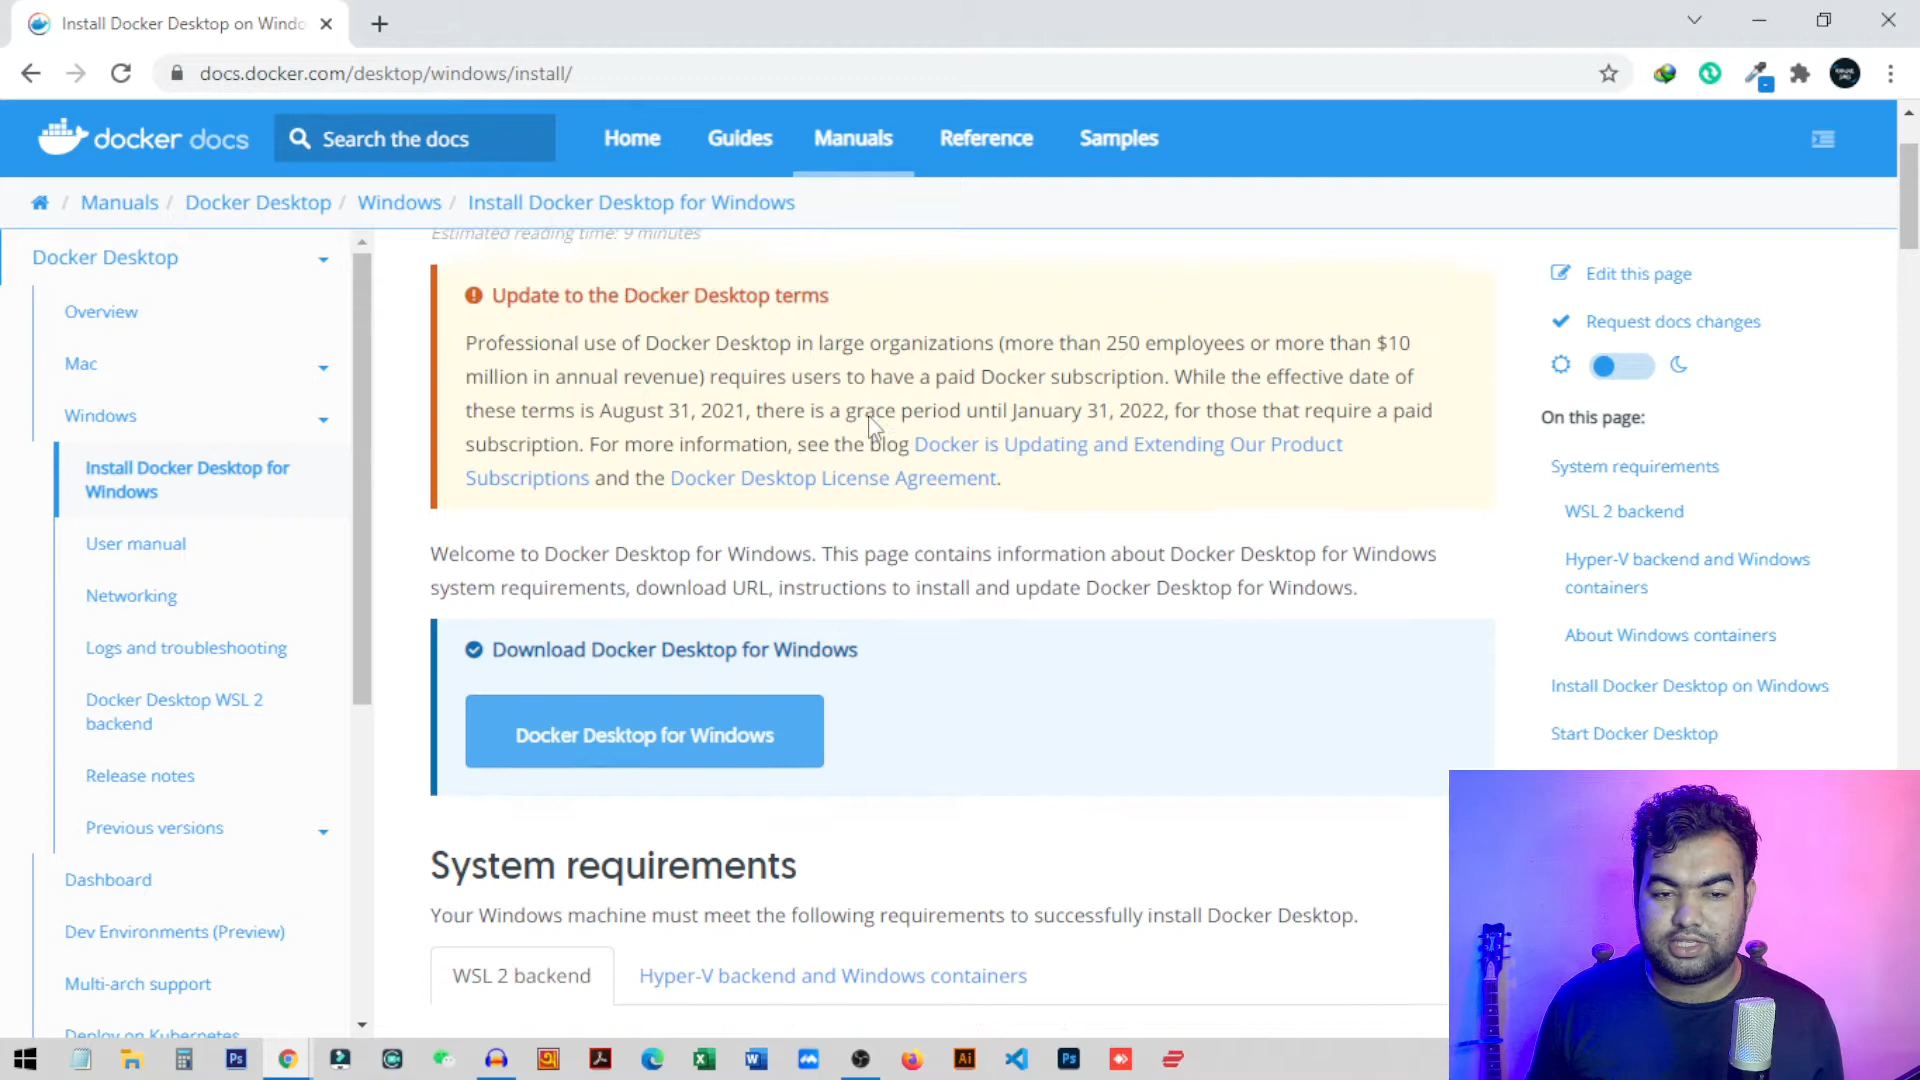 Install Docker Desktop on Windo
docs.docker.com/desktop/windows/install/
docker docs
Search the docs
Home
Guides
Manuals
Reference
Samples
/ Manuals / Docker Desktop / Windows / Install Docker Desktop for Windows
Docker Desktop
Overview
Mac
Windows
Install Docker Desktop for
Windows
User manual
Networking
Logs and troubleshooting
Docker Desktop WSL 2
backend
Release notes
Previous versions
Dashboard
Dev Environments (Preview)
Multi-arch support
Deploy on Kubernetes
Estimated reading time: 9 minutes
Update to the Docker Desktop terms
Professional use of Docker Desktop in large organizations (more than 250 employees or more than $10
million in annual revenue) requires users to have a paid Docker subscription. While the effective date of
these terms is August 31, 2021, there is a grace period until January 31, 2022, for those that require a paid
subscription. For more information, see the blog Docker is Updating and Extending Our Product
Subscriptions and the Docker Desktop License Agreement.
Welcome to Docker Desktop for Windows. This page contains information about Docker Desktop for Windows
system requirements, download URL, instructions to install and update Docker Desktop for Windows.
Download Docker Desktop for Windows
Docker Desktop for Windows
System requirements
Your Windows machine must meet the following requirements to successfully install Docker Desktop.
WSL 2 backend
Hyper-V backend and Windows containers
Edit this page
Request docs changes
On this page:
System requirements
WSL 2 backend
Hyper-V backend and Windows
containers
About Windows containers
Install Docker Desktop on Windows
Start Docker Desktop
Ps
Ai
Ps